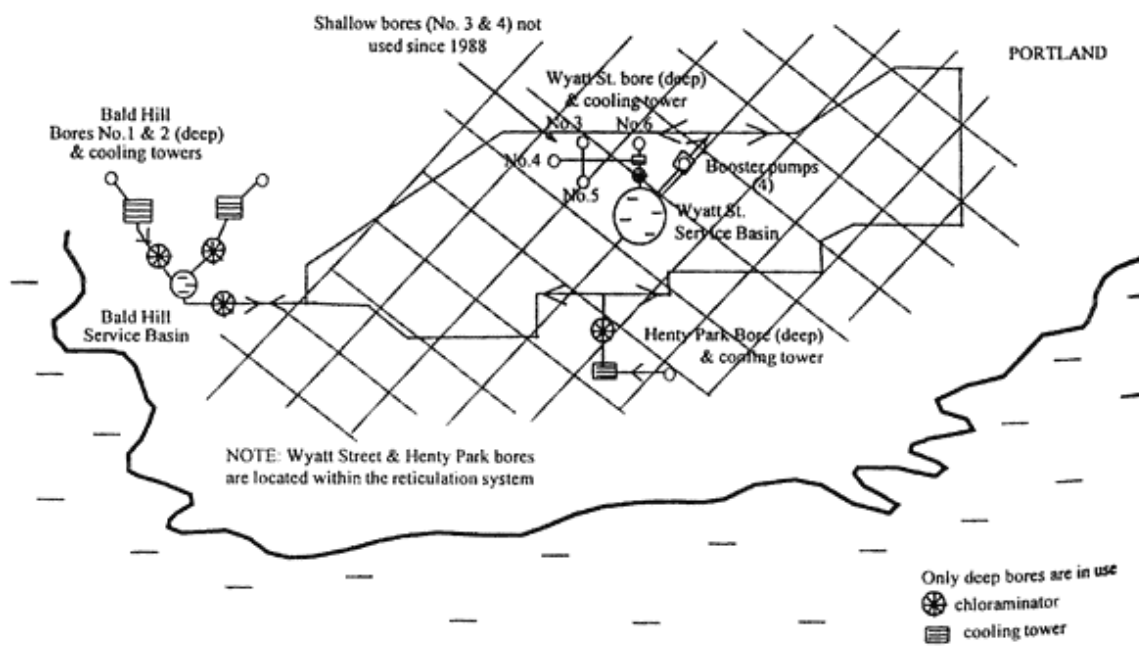 Shallow bores (No. 3 & 4) not
used since 1988
PORTLAND
Wyatt St. bore (deep)
& cooling tower
Bald Hill
Bores No.1 & 2 (deep)
& cooling towers
No.3
No.6
No.4
No.5
Booster pumps
(4)
Wyatt St.
Service Basin
Bald Hill
Service Basin
Henty Park Bore (deep)
& cooling tower
NOTE: Wyatt Street & Henty Park bores
are located within the reticulation system
Only deep bores are in use
chloraminator
cooling tower